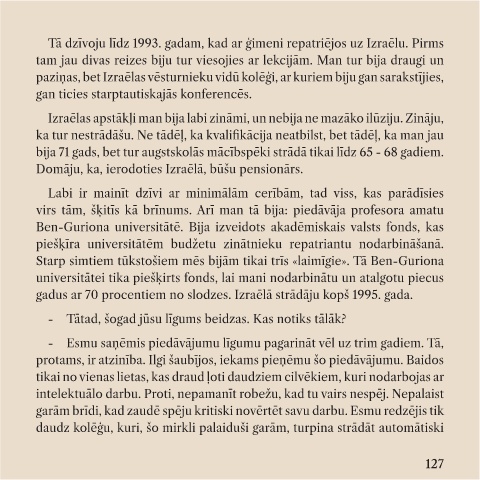 Tā dzīvoju līdz 1993. gadam, kad ar ģimeni repatriējos uz Izraēlu. Pirms
tam jau divas reizes biju tur viesojies ar lekcijām. Man tur bija draugi un
paziņas, bet Izraēlas vēsturnieku vidū kolēģi, ar kuriem biju gan sarakstījies,
gan ticies starptautiskajās konferencēs.
Izraēlas apstākļi man bija labi zināmi, un nebija ne mazāko ilūziju. Zināju,
ka tur nestrādāšu. Ne tādēļ, ka kvalifikācija neatbilst, bet tādēļ, ka man jau
bija 71 gads, bet tur augstskolās mācībspēki strādā tikai līdz 65 - 68 gadiem.
Domāju, ka, ierodoties Izraēlā, būšu pensionārs.
Labi ir mainīt dzīvi ar minimālām cerībām, tad viss, kas parādīsies
virs tām, šķitīs kā brīnums. Arī man tā bija: piedāvāja profesora amatu
Ben-Guriona universitātē. Bija izveidots akadēmiskais valsts fonds, kas
piešķīra universitātēm budžetu zinātnieku repatriantu nodarbināšanā.
Starp simtiem tūkstošiem mēs bijām tikai trīs «laimīgie». Tā Ben-Guriona
universitātei tika piešķirts fonds, lai mani nodarbinātu un atalgotu piecus
gadus ar 70 procentiem no slodzes. Izraēlā strādāju kopš 1995. gada.
- Tātad, šogad jūsu līgums beidzas. Kas notiks tālāk?
- Esmu saņēmis piedāvājumu līgumu pagarināt vēl uz trim gadiem. Tā,
protams, ir atzinība. Ilgi šaubījos, iekams pieņēmu šo piedāvājumu. Baidos
tikai no vienas lietas, kas draud ļoti daudziem cilvēkiem, kuri nodarbojas ar
intelektuālo darbu. Proti, nepamanīt robežu, kad tu vairs nespēj. Nepalaist
garām brīdi, kad zaudē spēju kritiski novērtēt savu darbu. Esmu redzējis tik
daudz kolēģu, kuri, šo mirkli palaiduši garām, turpina strādāt automātiski
127